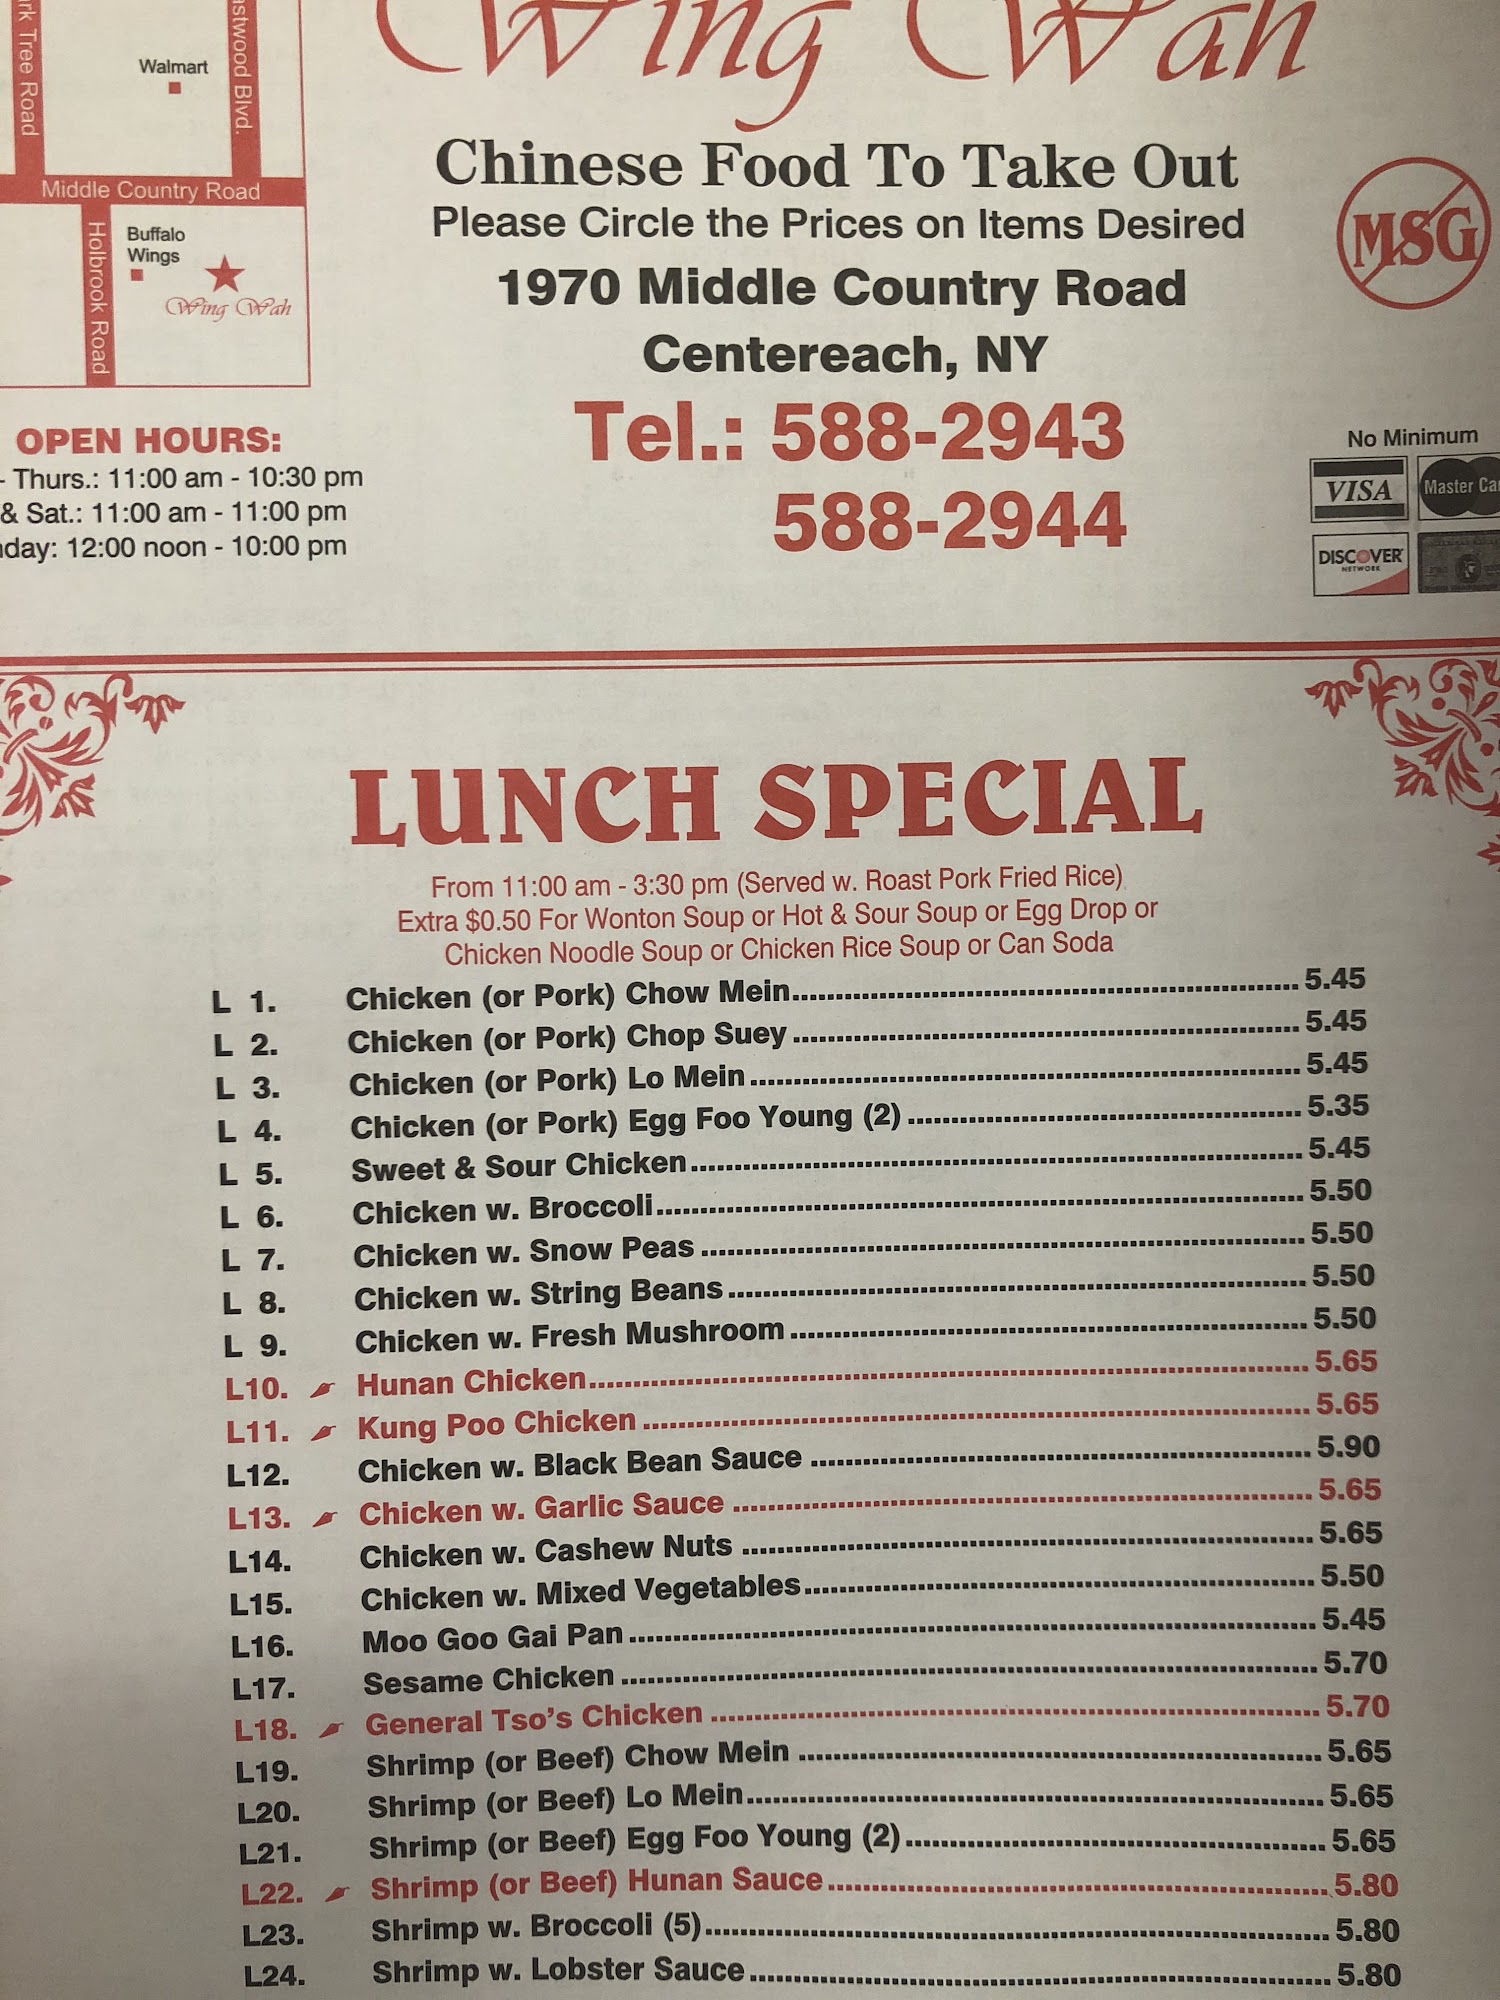 Wing Wah
Chinese Food To Take Out
Please Circle the Prices on Items Desired
1970 Middle Country Road
Centereach, NY
Tel.: 588-2943
588-2944
Tree Road
Walmart
Blvd.
Middle Country Road
Holbrook Road
Buffalo
Wings
Wing Wah
MSG
OPEN HOURS:
- Thurs.: 11:00 am - 10:30 pm
& Sat.: 11:00 am - 11:00 pm
12:00 noon - 10:00 pm
No Minimum
VISA
Master
DISCOVER
NETWORK
LUNCH SPECIAL
From 11:00 am - 3:30 pm (Served w. Roast Pork Fried Rice)
Extra $0.50 For Wonton Soup or Hot & Sour Soup or Egg Drop or
Chicken Noodle Soup or Chicken Rice Soup or Can Soda
L 1. Chicken (or Pork) Chow Mein 5.45
L 2. Chicken (or Pork) Chop Suey 5.45
L 3. Chicken (or Pork) Lo Mein 5.45
L 4. Chicken (or Pork) Egg Foo Young (2) 5.35
L 5. Sweet & Sour Chicken 5.45
L 6. Chicken w. Broccoli 5.50
L 7. Chicken w. Snow Peas 5.50
L 8. Chicken w. String Beans 5.50
L 9. Chicken w. Fresh Mushroom 5.50
L10. Hunan Chicken 5.65
L11. Kung Poo Chicken 5.65
L12. Chicken w. Black Bean Sauce 5.90
L13. Chicken w. Garlic Sauce 5.65
L14. Chicken w. Cashew Nuts 5.65
L15. Chicken w. Mixed Vegetables 5.50
L16. Moo Goo Gai Pan 5.45
L17. Sesame Chicken 5.70
L18. General Tso's Chicken 5.70
L19. Shrimp (or Beef) Chow Mein 5.65
L20. Shrimp (or Beef) Lo Mein 5.65
L21. Shrimp (or Beef) Egg Foo Young (2) 5.65
L22. Shrimp (or Beef) Hunan Sauce 5.80
L23. Shrimp w. Broccoli (5) 5.80
L24. Shrimp w. Lobster Sauce 5.80